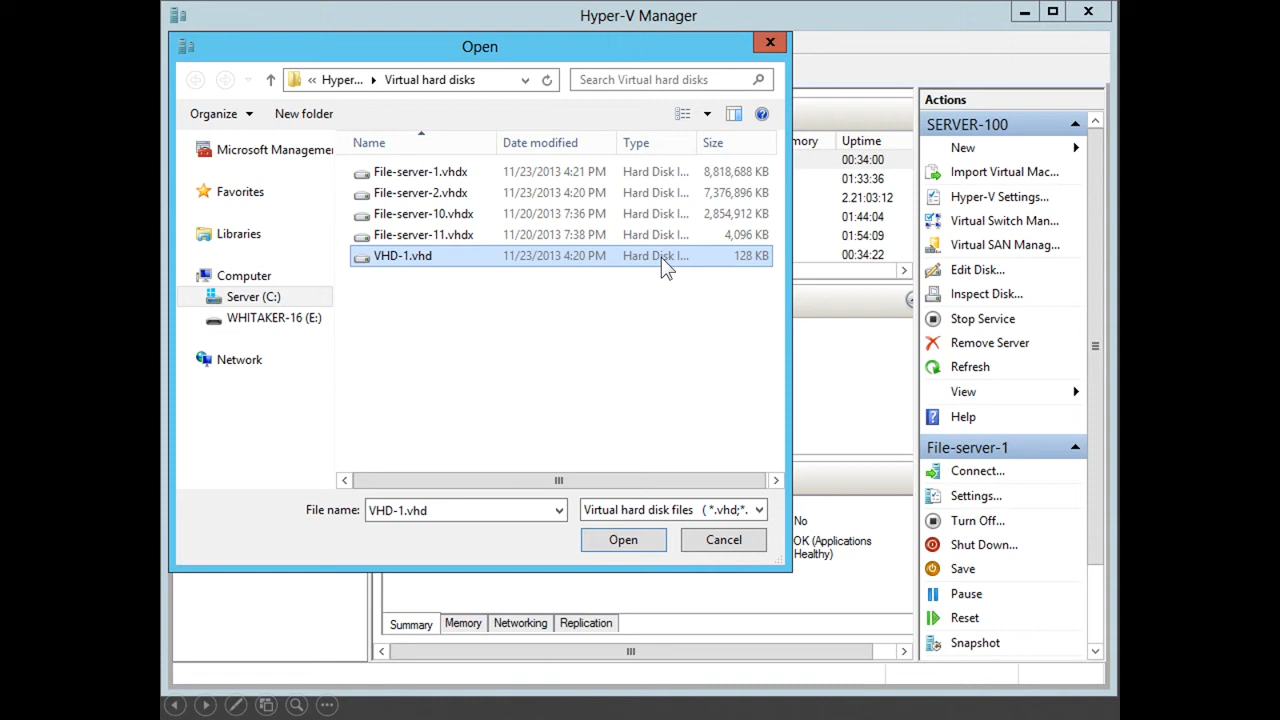 Hyper-V Manager
Open
« Hyper... ▸ Virtual hard disks
Search Virtual hard disks
Organize
New folder
Name
Date modified
Type
Size
Microsoft Managemer
Favorites
Libraries
Computer
Server (C:)
WHITAKER-16 (E:)
Network
File-server-1.vhdx 11/23/2013 4:21 PM Hard Disk I... 8,818,688 KB
File-server-2.vhdx 11/23/2013 4:20 PM Hard Disk I... 7,376,896 KB
File-server-10.vhdx 11/20/2013 7:36 PM Hard Disk I... 2,854,912 KB
File-server-11.vhdx 11/20/2013 7:38 PM Hard Disk I... 4,096 KB
VHD-1.vhd 11/23/2013 4:20 PM Hard Disk I... 128 KB
File name: VHD-1.vhd
Virtual hard disk files (*.vhd;*.
Open
Cancel
mory
Uptime
00:34:00
01:33:36
2.21:03:12
01:44:04
01:54:09
00:34:22
No
OK (Applications
Healthy)
Summary
Memory
Networking
Replication
Actions
SERVER-100
New
Import Virtual Mac...
Hyper-V Settings...
Virtual Switch Man...
Virtual SAN Manag...
Edit Disk...
Inspect Disk...
Stop Service
Remove Server
Refresh
View
Help
File-server-1
Connect...
Settings...
Turn Off...
Shut Down...
Save
Pause
Reset
Snapshot